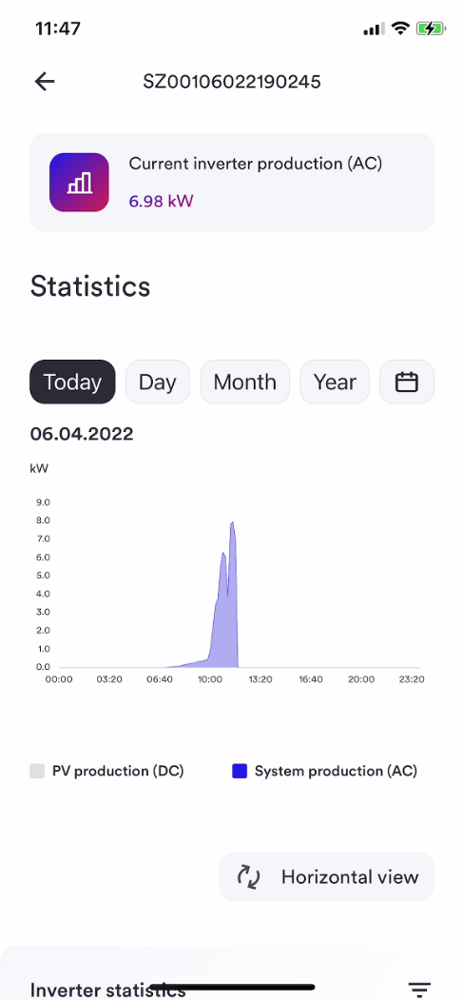 11:47
SZ00106022190245
Current inverter production (AC)
6.98 kW
Statistics
Today Day Month Year
06.04.2022
kW
9.0
8.0
7.0
6.0
5.0
4.0
3.0
2.0
1.0
0.0
00:00 03:20 06:40 10:00 13:20 16:40 20:00 23:20
PV production (DC) System production (AC)
Horizontal view
Inverter statistics